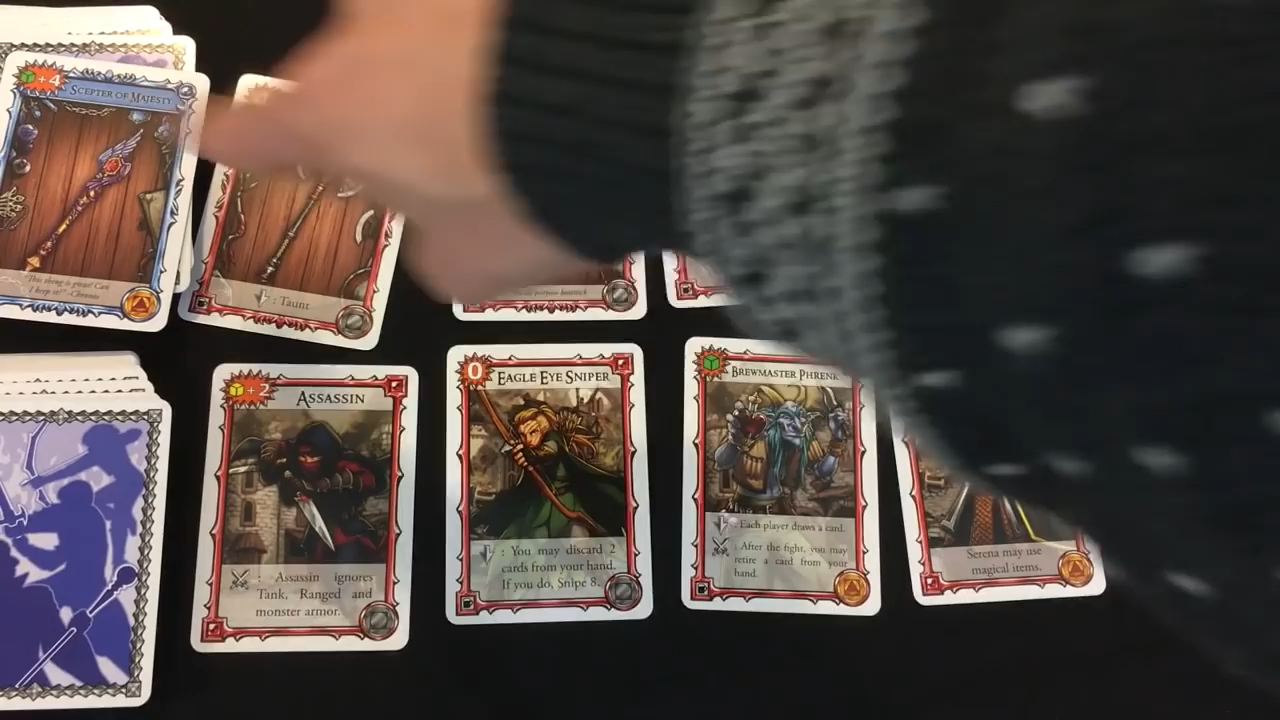 +4 SCEPTER OF MAJESTY
"This thing is great! Can
I keep it?" -Chronos
: Taunt
+2 ASSASSIN
: Assassin ignores
Tank, Ranged and
monster armor.
0 EAGLE EYE SNIPER
: You may discard 2
cards from your hand.
If you do, Snipe 8.
BREWMASTER PHRENK
: Each player draws a card.
: After the fight, you may
retire a card from your
hand.
Serena may use
magical items.